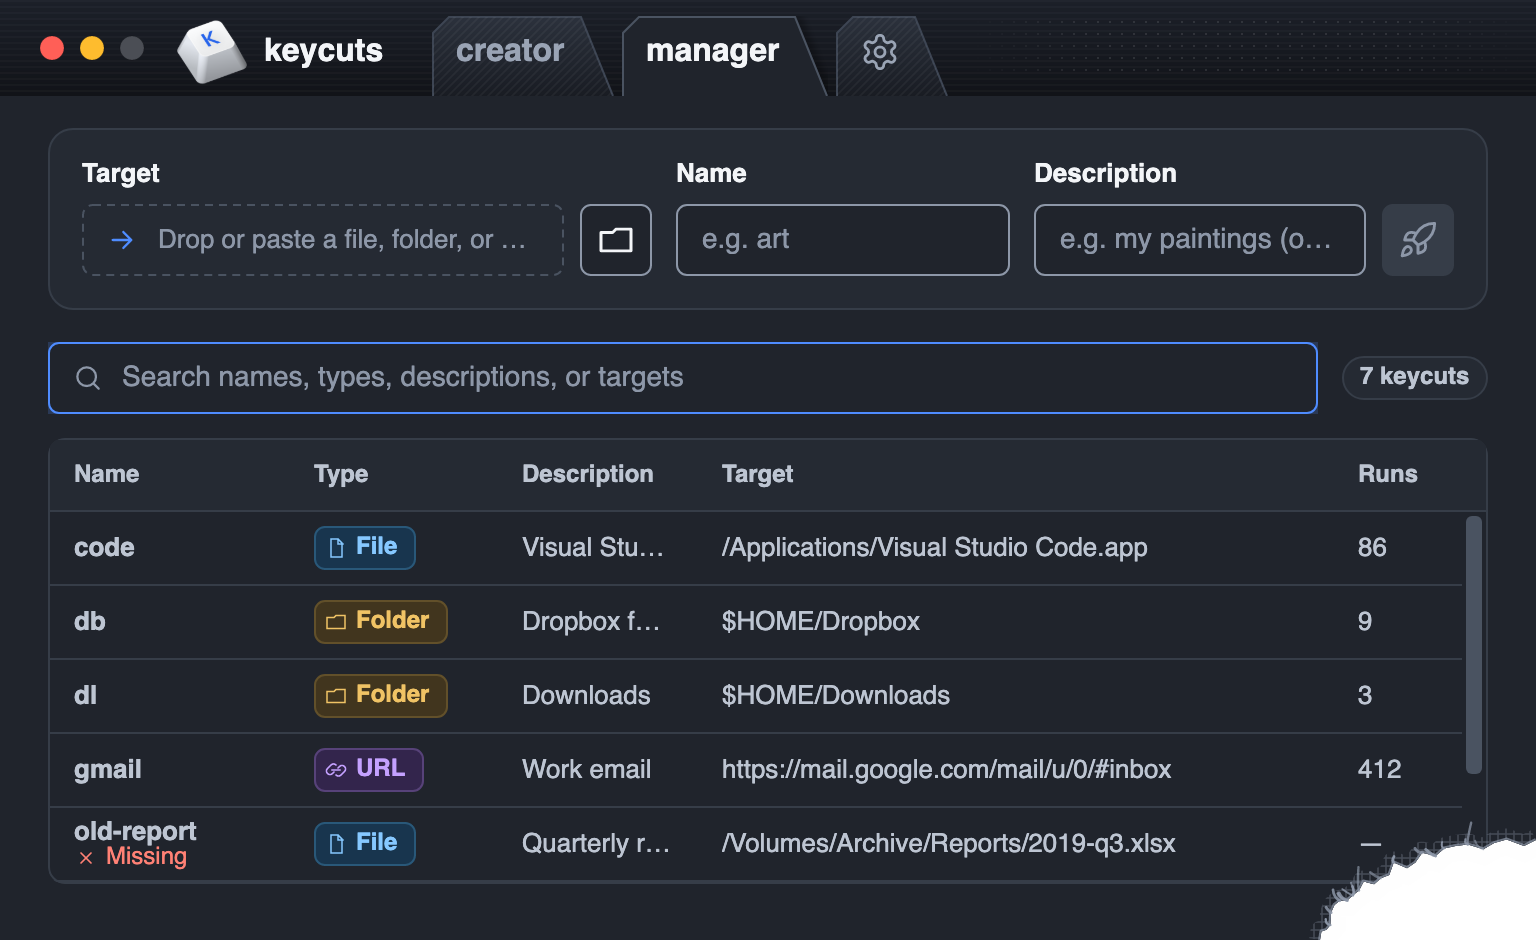 K
keycuts
creator
manager
Target
Name
Description
Drop or paste a file, folder, or …
e.g. art
e.g. my paintings (o…
Search names, types, descriptions, or targets
7 keycuts
Name Type Description Target Runs
code File Visual Stu… /Applications/Visual Studio Code.app 86
db Folder Dropbox f… $HOME/Dropbox 9
dl Folder Downloads $HOME/Downloads 3
gmail URL Work email https://mail.google.com/mail/u/0/#inbox 412
old-report File Quarterly r… /Volumes/Archive/Reports/2019-q3.xlsx —
× Missing